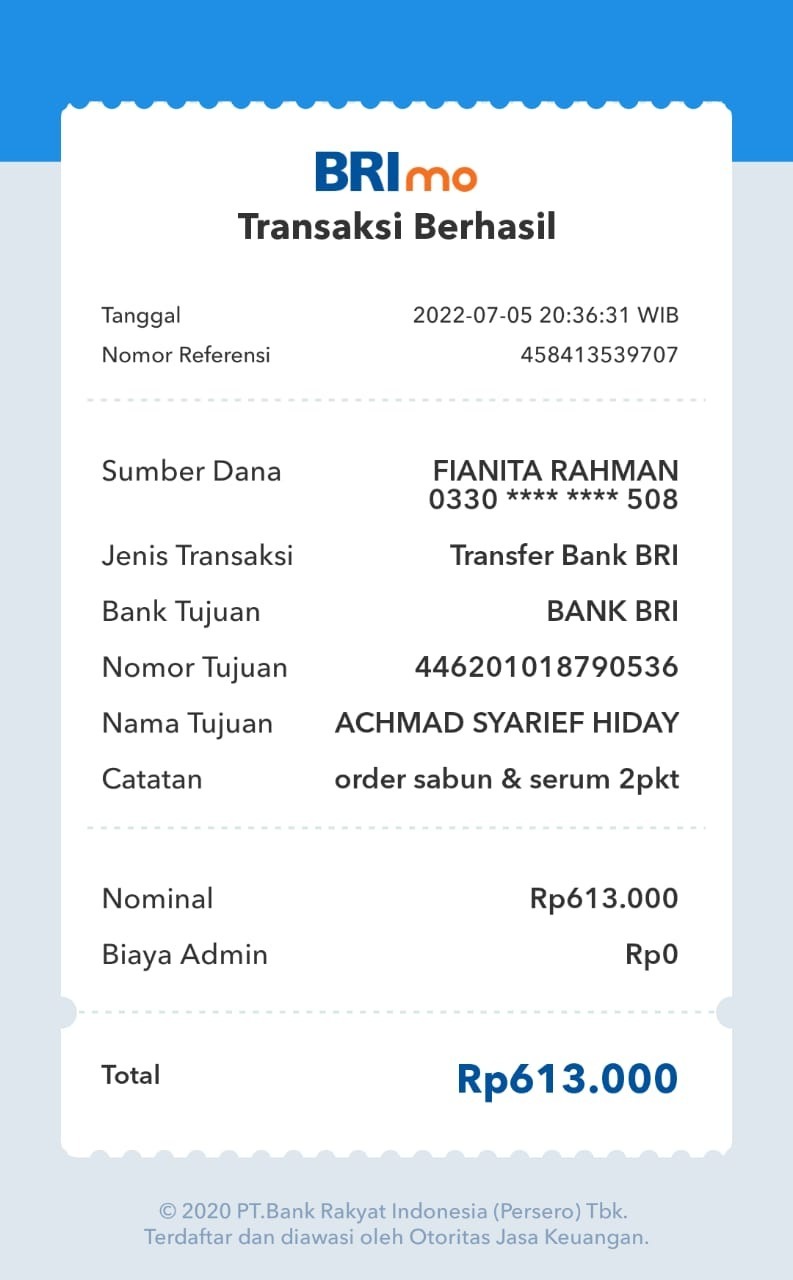 BRImo
Transaksi Berhasil
Tanggal 2022-07-05 20:36:31 WIB
Nomor Referensi 458413539707
Sumber Dana FIANITA RAHMAN
0330 **** **** 508
Jenis Transaksi Transfer Bank BRI
Bank Tujuan BANK BRI
Nomor Tujuan 446201018790536
Nama Tujuan ACHMAD SYARIEF HIDAY
Catatan order sabun & serum 2pkt
Nominal Rp613.000
Biaya Admin Rp0
Total Rp613.000
© 2020 PT.Bank Rakyat Indonesia (Persero) Tbk.
Terdaftar dan diawasi oleh Otoritas Jasa Keuangan.